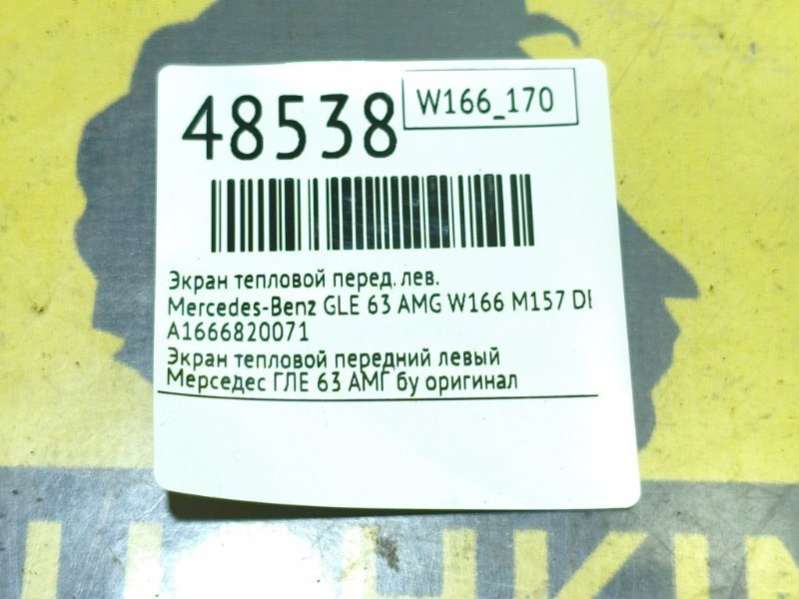 48538
W166_170
Экран тепловой перед. лев.
Mercedes-Benz GLE 63 AMG W166 M157
A1666820071
Экран тепловой передний левый
Мерседес ГЛЕ 63 АМГ бу оригинал